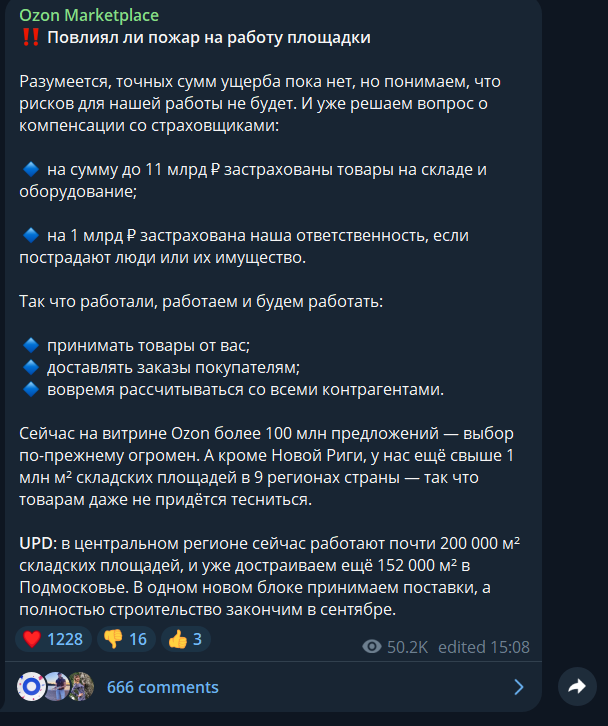 Ozon Marketplace
‼️ Повлиял ли пожар на работу площадки
Разумеется, точных сумм ущерба пока нет, но понимаем, что
рисков для нашей работы не будет. И уже решаем вопрос о
компенсации со страховщиками:
🔹 на сумму до 11 млрд ₽ застрахованы товары на складе и
оборудование;
🔹 на 1 млрд ₽ застрахована наша ответственность, если
пострадают люди или их имущество.
Так что работали, работаем и будем работать:
🔹 принимать товары от вас;
🔹 доставлять заказы покупателям;
🔹 вовремя рассчитываться со всеми контрагентами.
Сейчас на витрине Ozon более 100 млн предложений — выбор
по-прежнему огромен. А кроме Новой Риги, у нас ещё свыше 1
млн м² складских площадей в 9 регионах страны — так что
товарам даже не придётся тесниться.
UPD: в центральном регионе сейчас работают почти 200 000 м²
складских площадей, и уже достраиваем ещё 152 000 м² в
Подмосковье. В одном новом блоке принимаем поставки, а
полностью строительство закончим в сентябре.
❤️ 1228 👎 16 👍 3
50.2K edited 15:08
666 comments